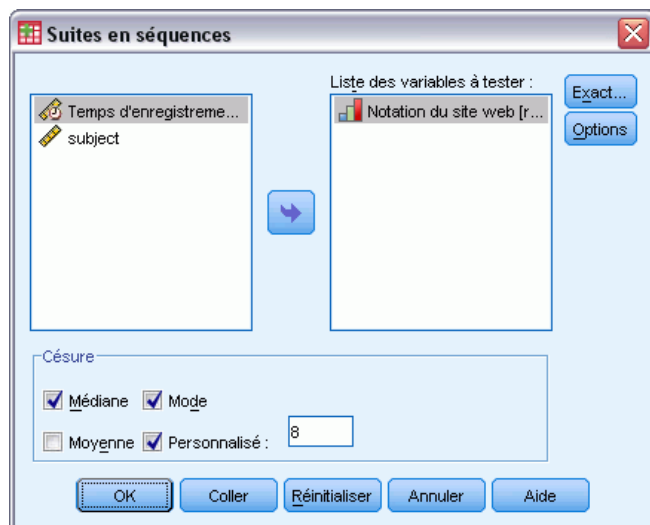 Suites en séquences
Liste des variables à tester :
Temps d'enregistreme...
subject
Notation du site web [r...
Exact...
Options
Césure
Médiane
Mode
Moyenne
Personnalisé :
8
OK
Coller
Réinitialiser
Annuler
Aide